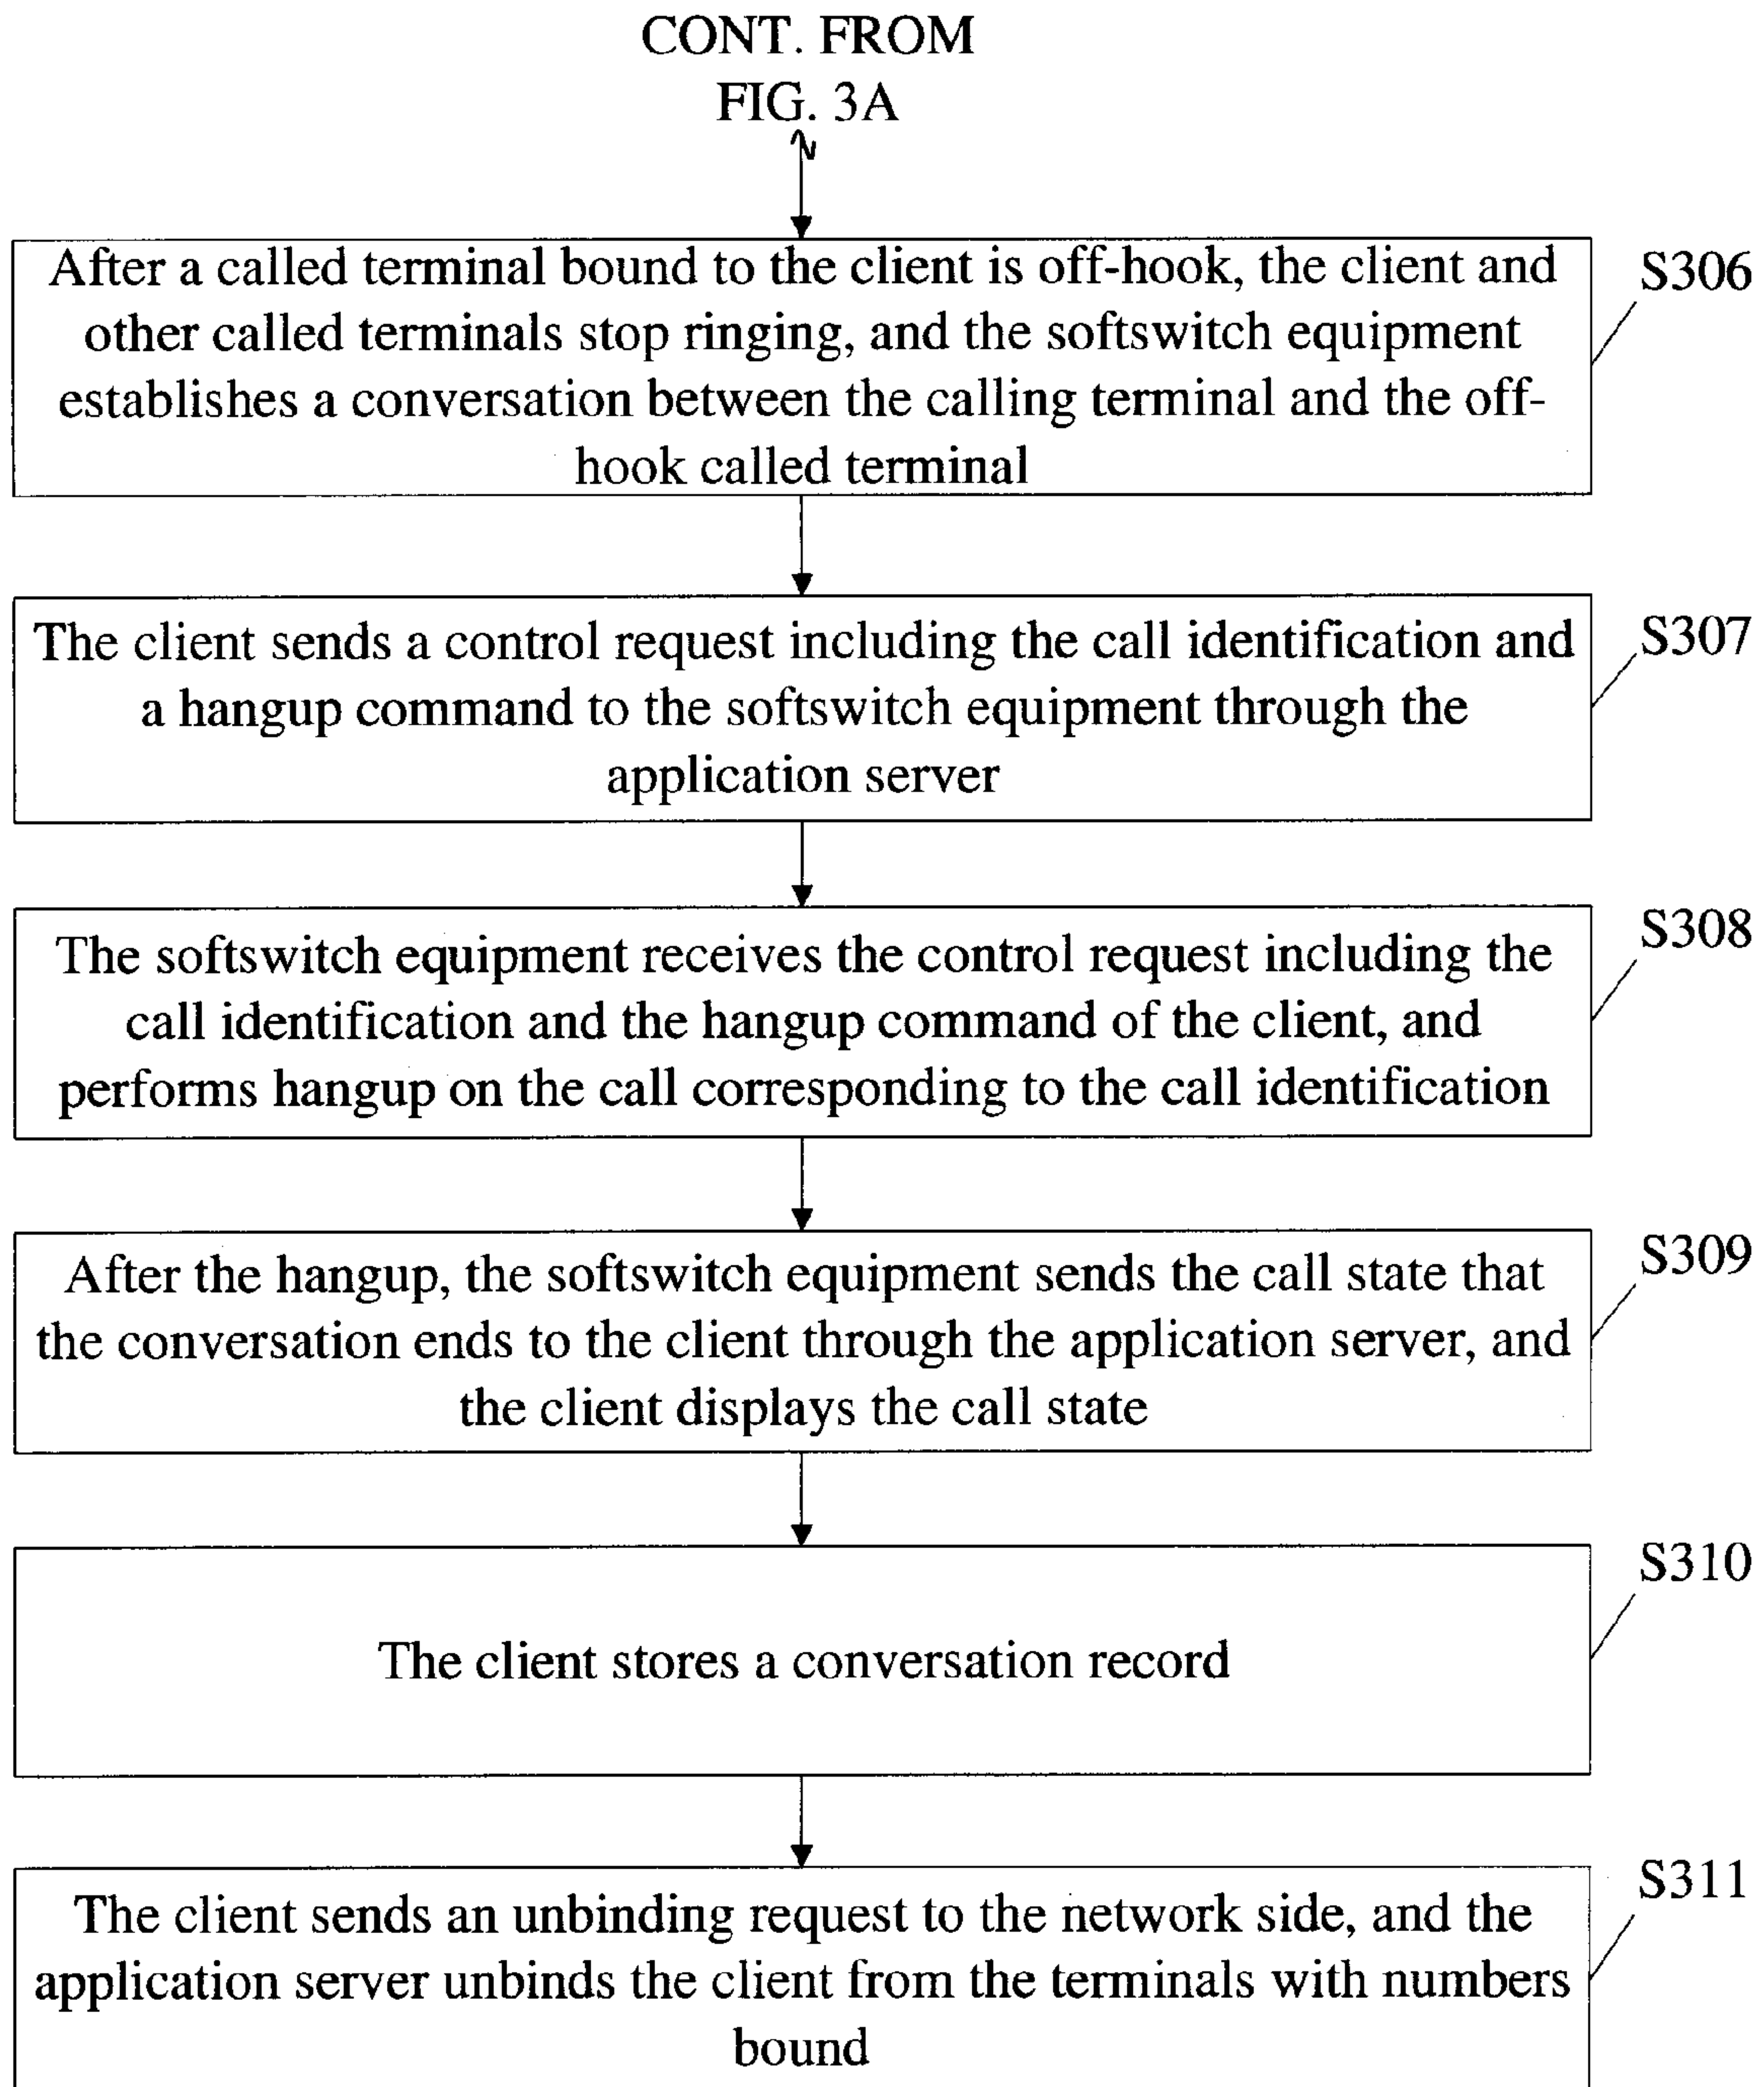 CONT. FROM
FIG. 3A
After a called terminal bound to the client is off-hook, the client and
other called terminals stop ringing, and the softswitch equipment
establishes a conversation between the calling terminal and the off-
hook called terminal
S306
The client sends a control request including the call identification and
a hangup command to the softswitch equipment through the
application server
S307
The softswitch equipment receives the control request including the
call identification and the hangup command of the client, and
performs hangup on the call corresponding to the call identification
S308
After the hangup, the softswitch equipment sends the call state that
the conversation ends to the client through the application server, and
the client displays the call state
S309
The client stores a conversation record
S310
The client sends an unbinding request to the network side, and the
application server unbinds the client from the terminals with numbers
bound
S311